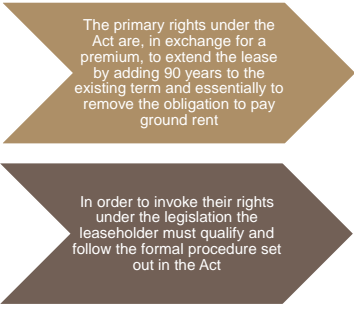 The primary rights under the
Act are, in exchange for a
premium, to extend the lease
by adding 90 years to the
existing term and essentially to
remove the obligation to pay
ground rent
In order to invoke their rights
under the legislation the
leaseholder must qualify and
follow the formal procedure set
out in the Act